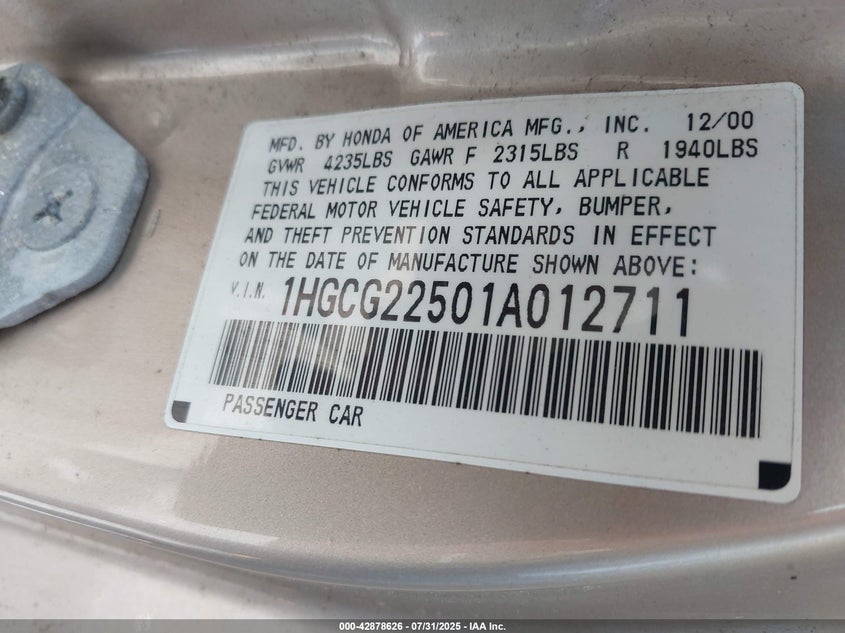 MFD. BY HONDA OF AMERICA MFG., INC. 12/00
GVWR 4235LBS GAWR F 2315LBS R 1940LBS
THIS VEHICLE CONFORMS TO ALL APPLICABLE
FEDERAL MOTOR VEHICLE SAFETY, BUMPER,
AND THEFT PREVENTION STANDARDS IN EFFECT
ON THE DATE OF MANUFACTURE SHOWN ABOVE:
V.I.N. 1HGCG22501A012711
PASSENGER CAR
000-42878626 - 07/31/2025 - IAA Inc.